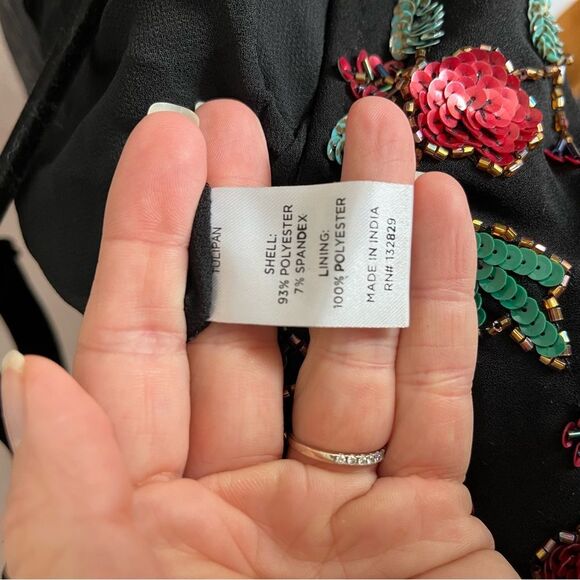 TULIPAN
SHELL:
93% POLYESTER
7% SPANDEX
LINING:
100% POLYESTER
MADE IN INDIA
RN# 132829